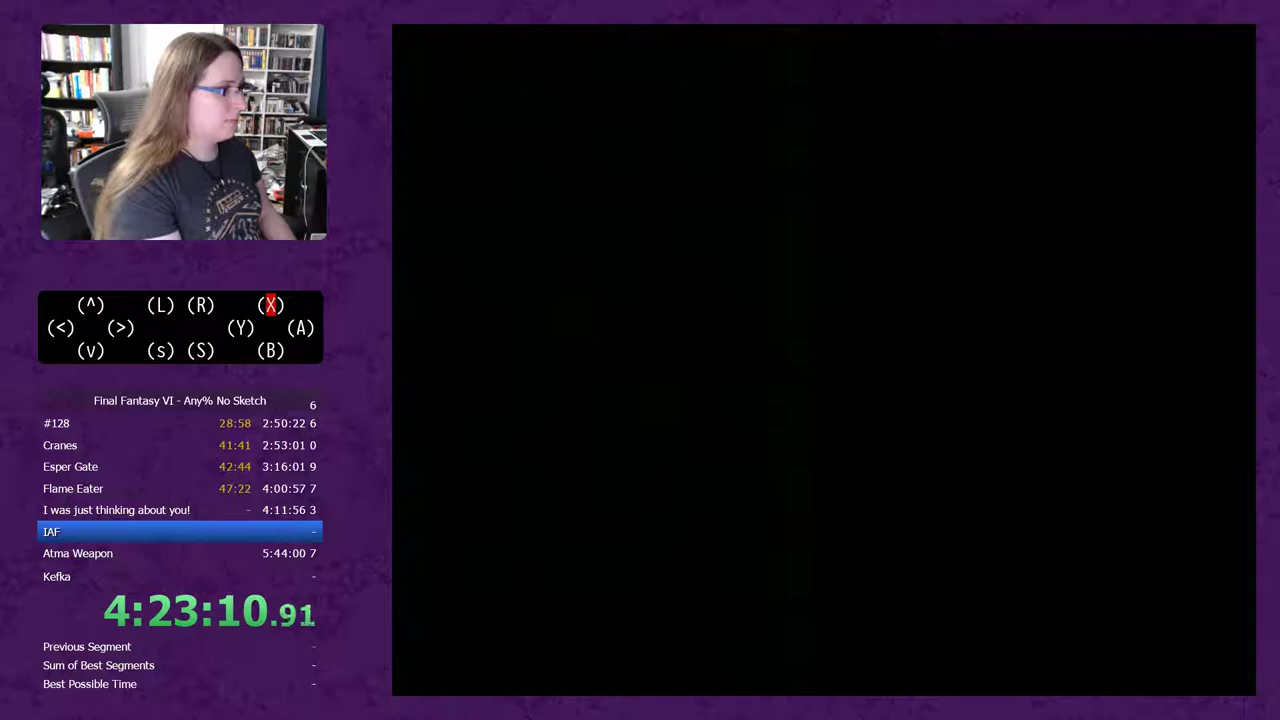 (^) (L) (R) (X)
(<) (>) (Y) (A)
(v) (s) (S) (B)
Final Fantasy VI - Any% No Sketch 6
#128 28:58 2:50:22 6
Cranes 41:41 2:53:01 0
Esper Gate 42:44 3:16:01 9
Flame Eater 47:22 4:00:57 7
I was just thinking about you! - 4:11:56 3
IAF -
Atma Weapon 5:44:00 7
Kefka -
4:23:10.91
Previous Segment -
Sum of Best Segments -
Best Possible Time -